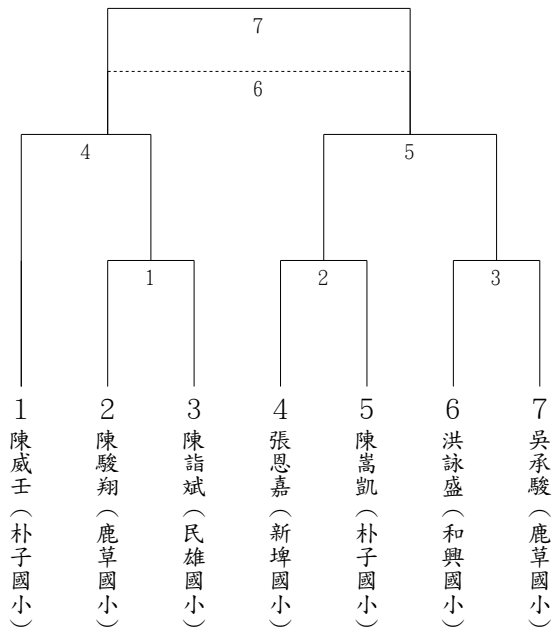 7
6
4
5
1
2
3
1 陳威壬(朴子國小)
2 陳駿翔(鹿草國小)
3 陳詣斌(民雄國小)
4 張恩嘉(新埤國小)
5 陳嵩凱(朴子國小)
6 洪詠盛(和興國小)
7 吳承駿(鹿草國小)